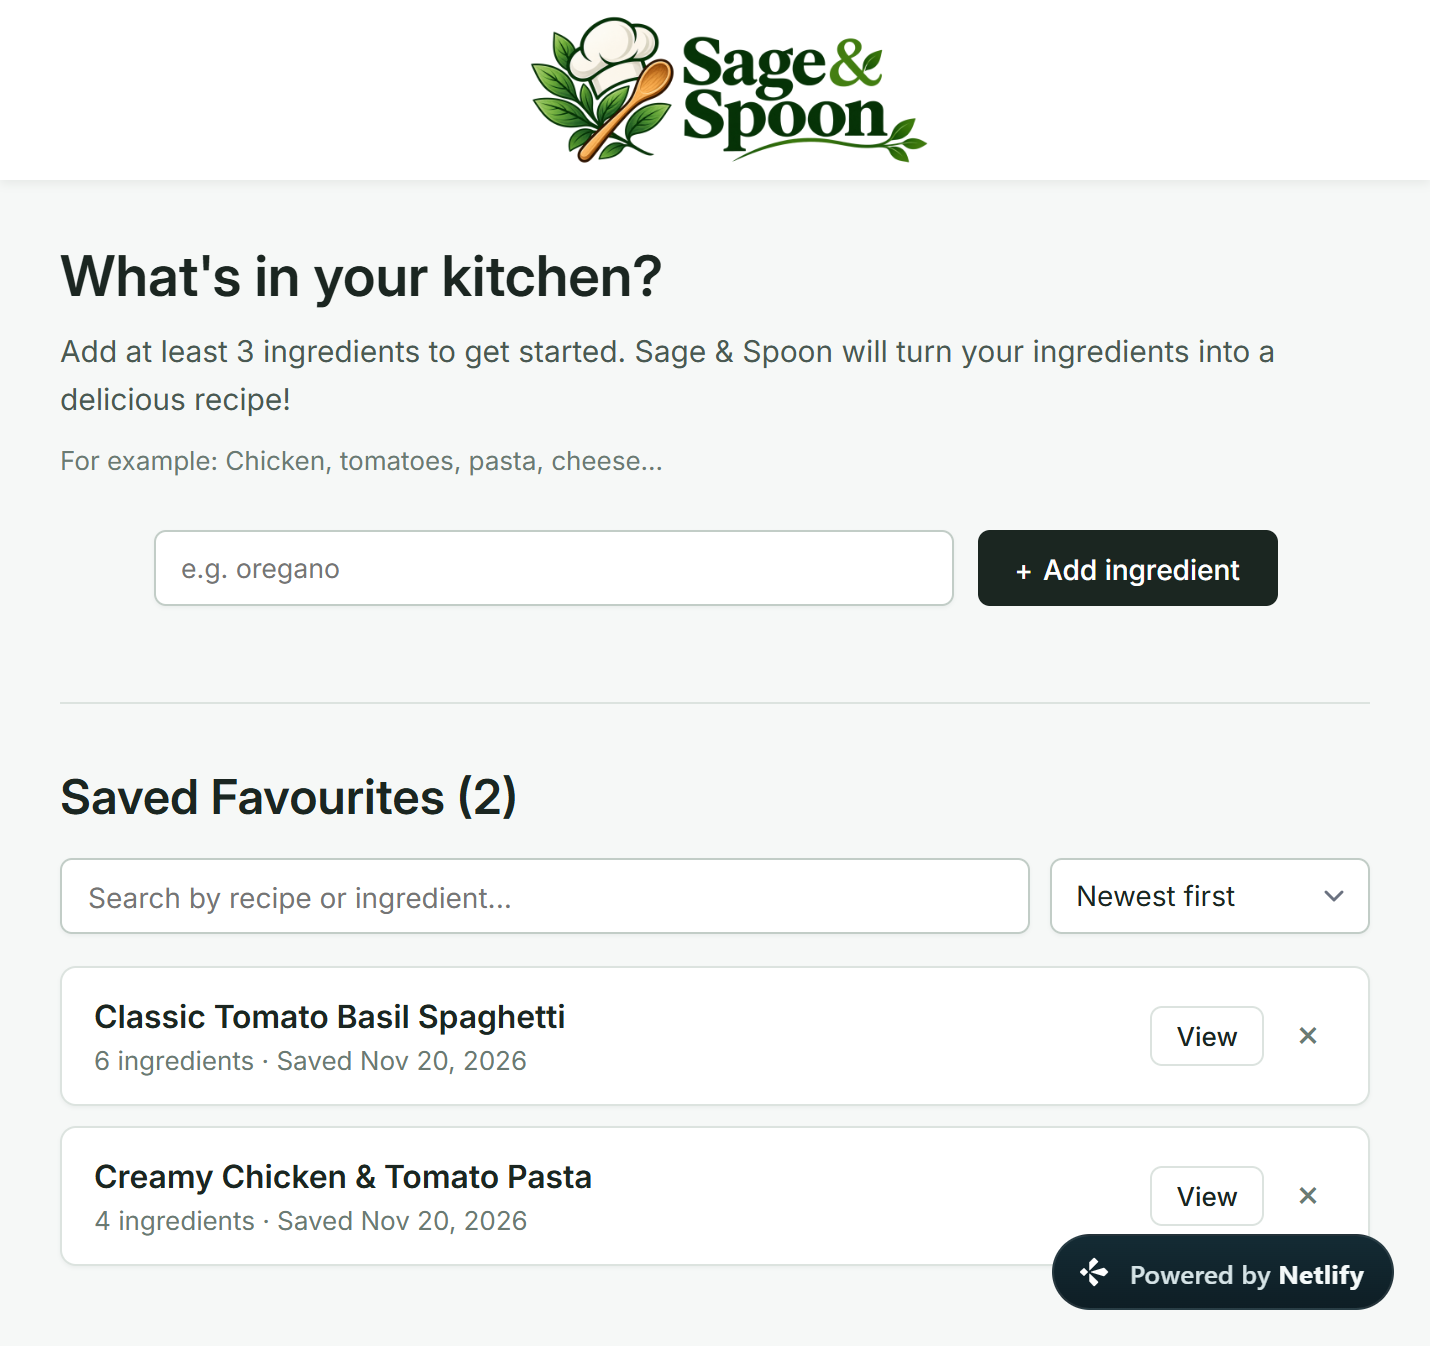 Sage &
Spoon
What's in your kitchen?
Add at least 3 ingredients to get started. Sage & Spoon will turn your ingredients into a
delicious recipe!
For example: Chicken, tomatoes, pasta, cheese...
e.g. oregano
+ Add ingredient
Saved Favourites (2)
Search by recipe or ingredient...
Newest first
Classic Tomato Basil Spaghetti
6 ingredients · Saved Nov 20, 2026
View ✕
Creamy Chicken & Tomato Pasta
4 ingredients · Saved Nov 20, 2026
View ✕
Powered by Netlify